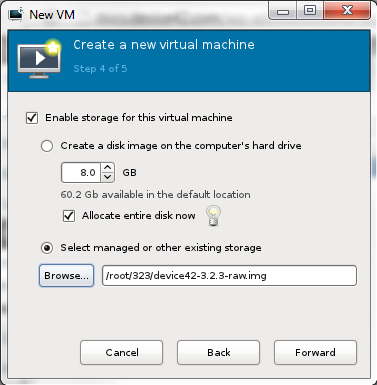 New VM
Create a new virtual machine
Step 4 of 5
Enable storage for this virtual machine
Create a disk image on the computer's hard drive
8.0 GB
60.2 Gb available in the default location
Allocate entire disk now
Select managed or other existing storage
Browse... /root/323/device42-3.2.3-raw.img
Cancel Back Forward